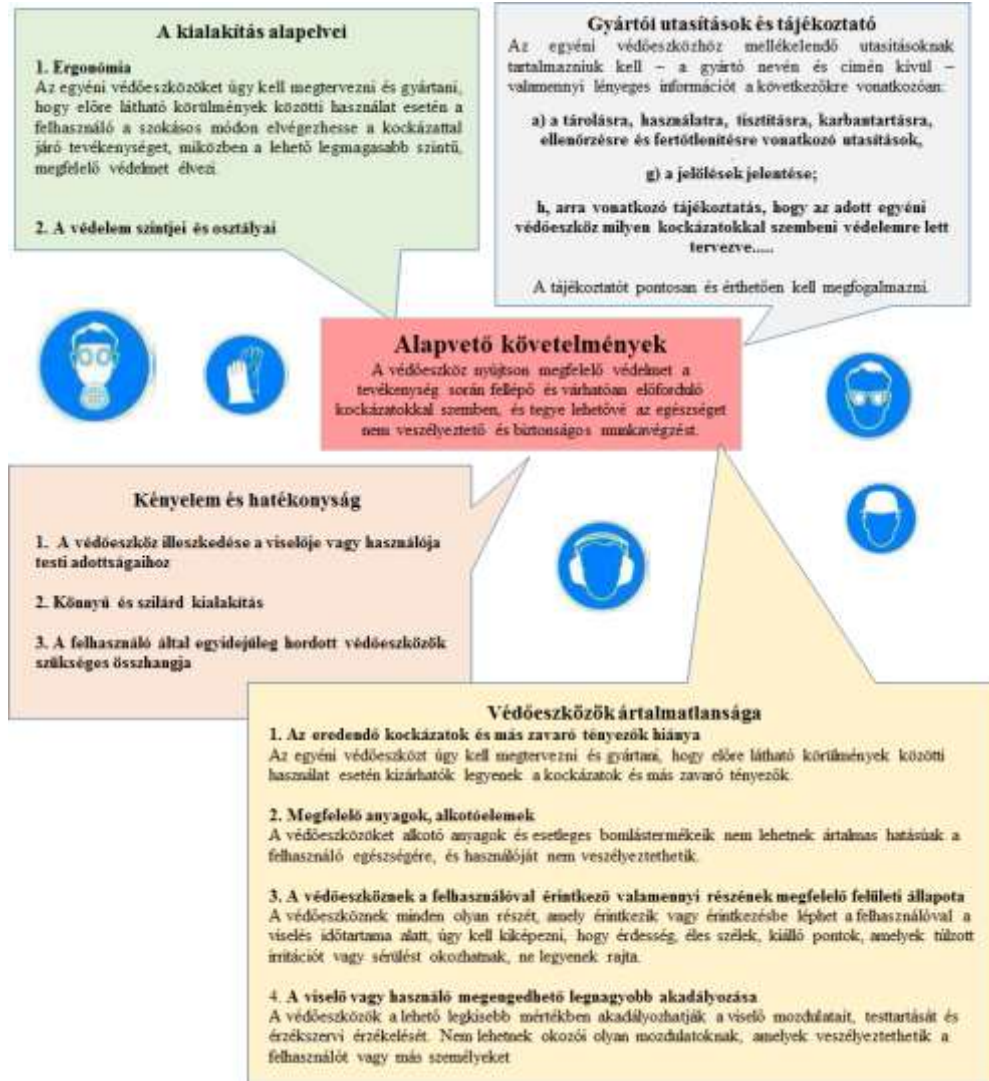 A kialakítás alapelvei
1. Ergonómia
Az egyéni védőeszközöket úgy kell megtervezni és gyártani,
hogy előre látható körülmények közötti használat esetén a
felhasználó a szokásos módon elvégezhesse a kockázattal
járó tevékenységet, miközben a lehető legmagasabb szintű,
megfelelő védelmet élvezi.
2. A védelem szintjei és osztályai
Gyártói utasítások és tájékoztató
Az egyéni védőeszközhöz mellékelendő utasításoknak
tartalmazniuk kell – a gyártó nevén és címén kívül –
valamennyi lényeges információt a következőkre vonatkozóan:
a) a tárolásra, használatra, tisztításra, karbantartásra,
ellenőrzésre és fertőtlenítésre vonatkozó utasítások,
g) a jelölések jelentése;
h, arra vonatkozó tájékoztatás, hogy az adott egyéni
védőeszköz milyen kockázatokkal szembeni védelemre lett
tervezve.....
A tájékoztatót pontosan és érthetően kell megfogalmazni.
Alapvető követelmények
A védőeszköz nyújtson megfelelő védelmet a
tevékenység során fellépő és várhatóan előforduló
kockázatokkal szemben, és tegye lehetővé az egészséget
nem veszélyeztető és biztonságos munkavégzést.
Kényelem és hatékonyság
1. A védőeszköz illeszkedése a viselője vagy használója
testi adottságaihoz
2. Könnyű és szilárd kialakítás
3. A felhasználó által egyidejűleg hordott védőeszközök
szükséges összhangja
Védőeszközök ártalmatlansága
1. Az eredendő kockázatok és más zavaró tényezők hiánya
Az egyéni védőeszközt úgy kell megtervezni és gyártani, hogy előre látható körülmények közötti
használat esetén kizárhatók legyenek a kockázatok és más zavaró tényezők.
2. Megfelelő anyagok, alkotóelemek
A védőeszközöket alkotó anyagok és esetleges bomlástermékeik nem lehetnek ártalmas hatásúak a
felhasználó egészségére, és használóját nem veszélyeztethetik.
3. A védőeszköznek a felhasználóval érintkező valamennyi részének megfelelő felületi állapota
A védőeszköznek minden olyan részét, amely érintkezik vagy érintkezésbe léphet a felhasználóval a
viselés időtartama alatt, úgy kell kiképezni, hogy érdesség, éles szélek, kiálló pontok, amelyek túlzott
irritációt vagy sérülést okozhatnak, ne legyenek rajta.
4. A viselő vagy használó megengedhető legnagyobb akadályozása
A védőeszközök a lehető legkisebb mértékben akadályozhatják a viselő mozdulatait, testtartását és
érzékszervi érzékelését. Nem lehetnek okozói olyan mozdulatoknak, amelyek veszélyeztethetik a
felhasználót vagy más személyeket